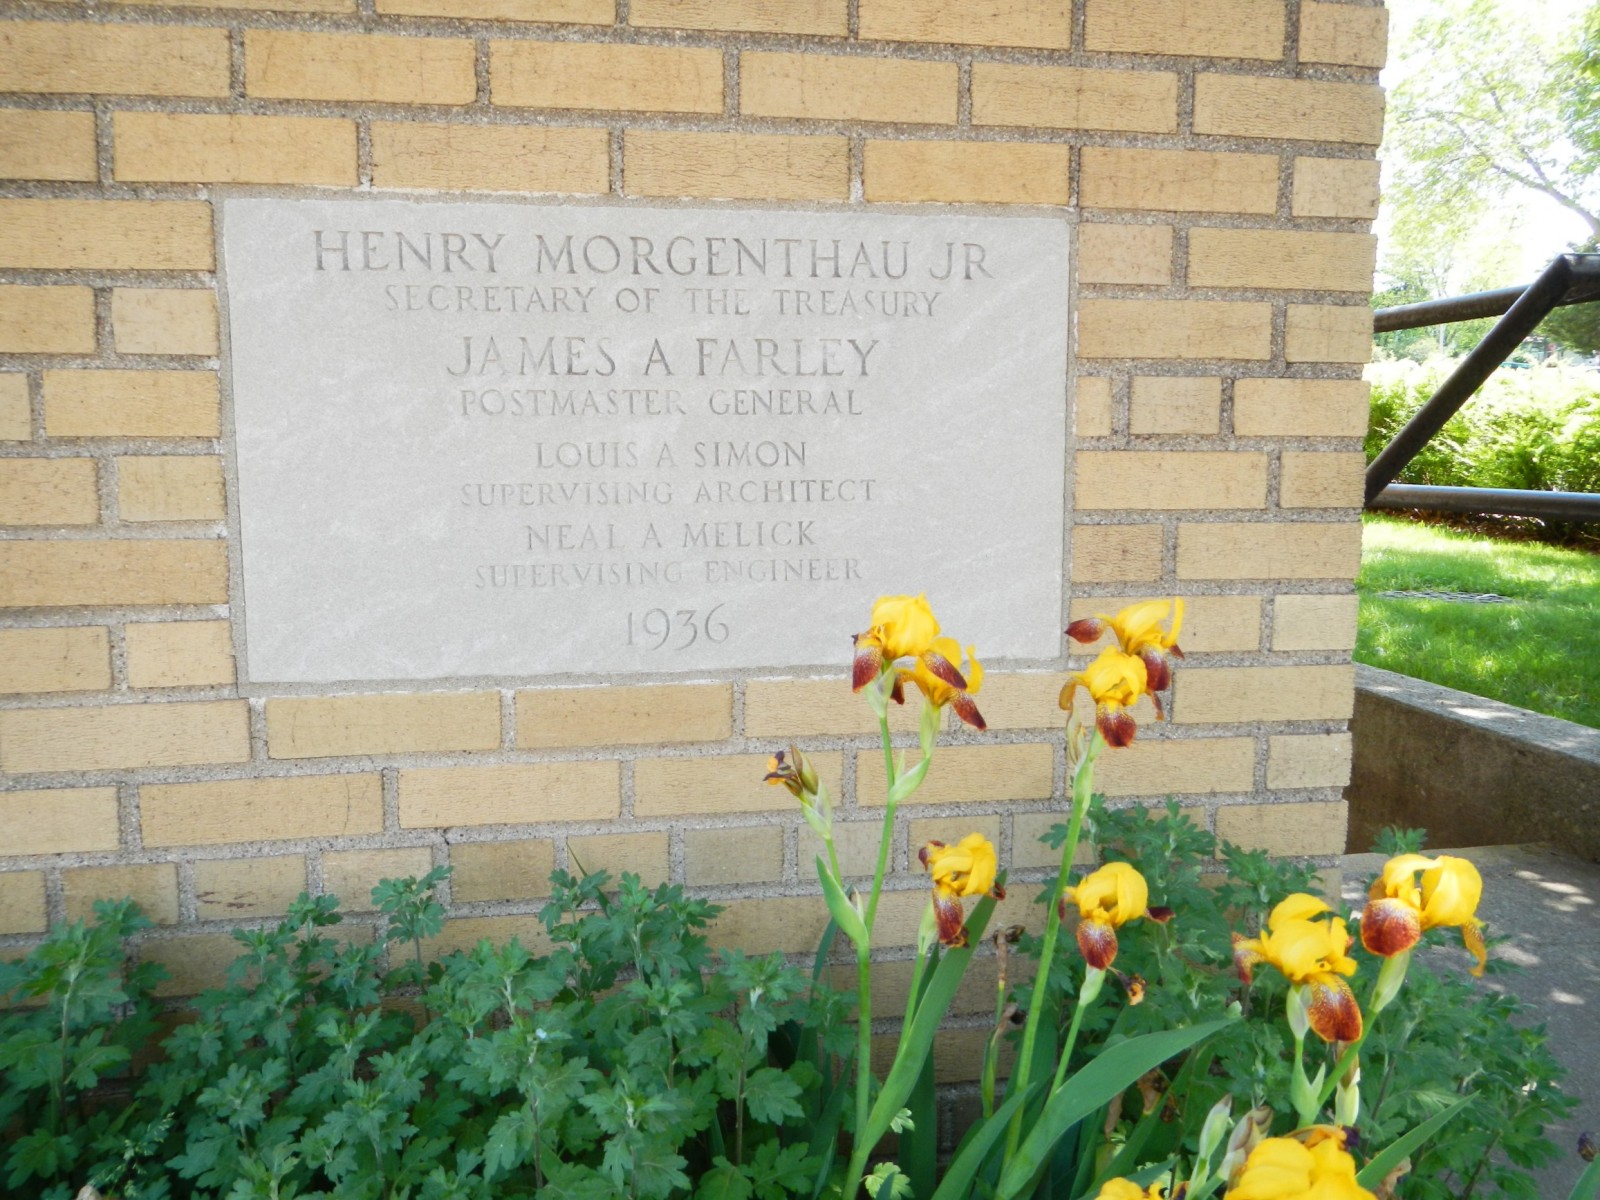 HENRY MORGENTHAU JR
SECRETARY OF THE TREASURY
JAMES A FARLEY
POSTMASTER GENERAL
LOUIS A SIMON
SUPERVISING ARCHITECT
NEAL A MELICK
SUPERVISING ENGINEER
1936